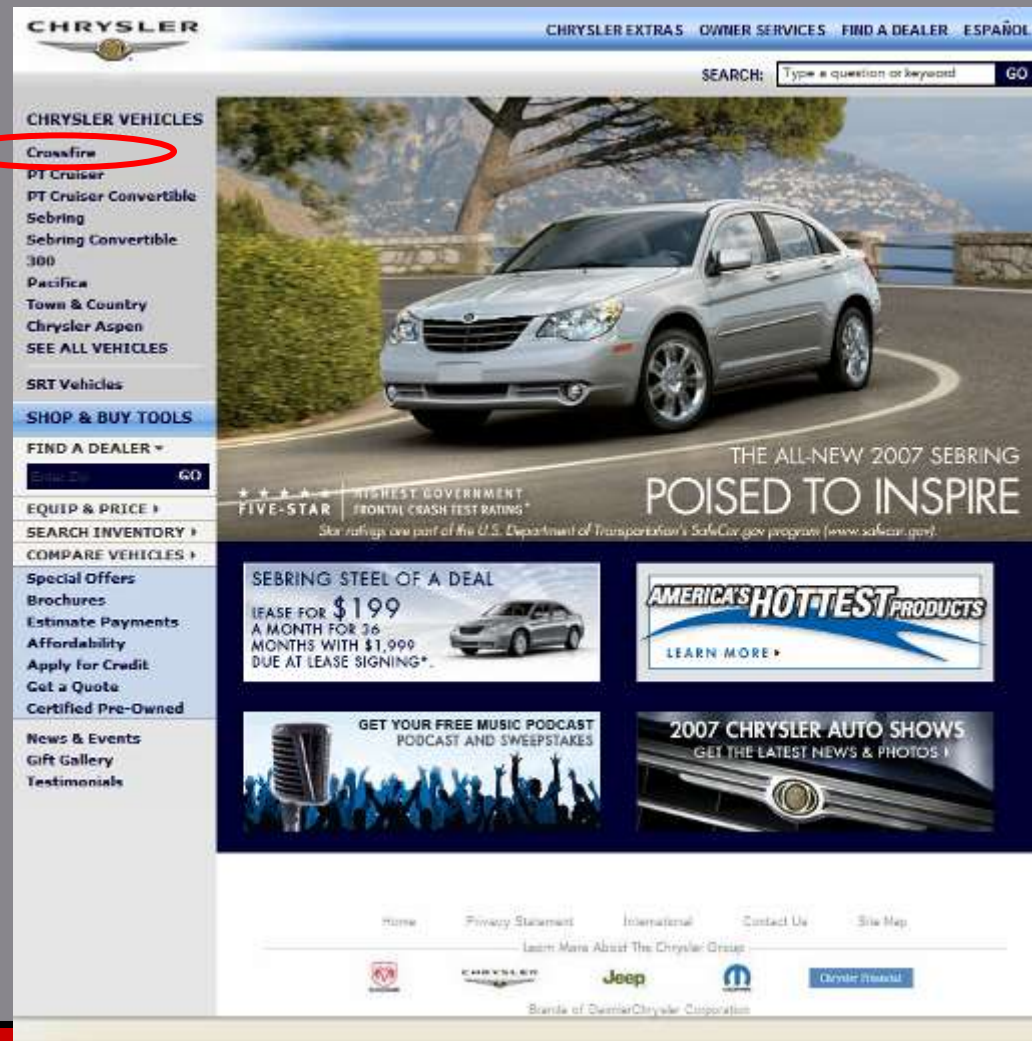 CHRYSLER
CHRYSLER EXTRAS OWNER SERVICES FIND A DEALER ESPAÑOL
SEARCH: Type a question or keyword GO
CHRYSLER VEHICLES
Crossfire
PT Cruiser
PT Cruiser Convertible
Sebring
Sebring Convertible
300
Pacifica
Town & Country
Chrysler Aspen
SEE ALL VEHICLES
SRT Vehicles
SHOP & BUY TOOLS
FIND A DEALER
Enter Zip GO
EQUIP & PRICE
SEARCH INVENTORY
COMPARE VEHICLES
Special Offers
Brochures
Estimate Payments
Affordability
Apply for Credit
Get a Quote
Certified Pre-Owned
News & Events
Gift Gallery
Testimonials
THE ALL-NEW 2007 SEBRING
POISED TO INSPIRE
FIVE-STAR
HIGHEST GOVERNMENT
FRONTAL CRASH TEST RATING*
Star ratings are part of the U.S. Department of Transportation's SafeCar.gov program (www.safecar.gov).
SEBRING STEEL OF A DEAL
LEASE FOR $199
A MONTH FOR 36
MONTHS WITH $1,999
DUE AT LEASE SIGNING*.
AMERICA'S HOTTEST PRODUCTS
LEARN MORE
GET YOUR FREE MUSIC PODCAST
PODCAST AND SWEEPSTAKES
2007 CHRYSLER AUTO SHOWS
GET THE LATEST NEWS & PHOTOS
Home Privacy Statement International Contact Us Site Map
Learn More About The Chrysler Group
CHRYSLER Jeep Chrysler Financial
Brands of DaimlerChrysler Corporation